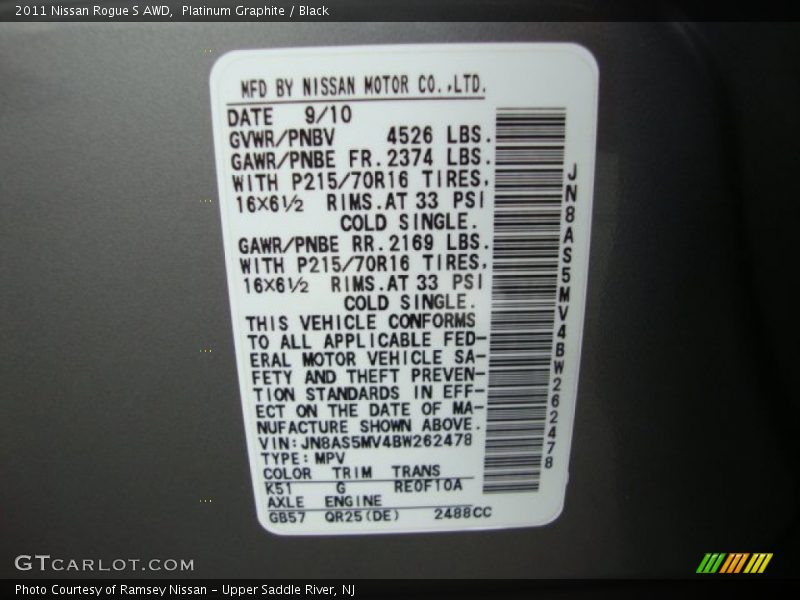 2011 Nissan Rogue S AWD,  Platinum Graphite / Black
MFD BY NISSAN MOTOR CO.,LTD.
DATE 9/10
GVWR/PNBV 4526 LBS.
GAWR/PNBE FR. 2374 LBS.
WITH P215/70R16 TIRES,
16×6½ RIMS. AT 33 PSI
COLD SINGLE.
GAWR/PNBE RR. 2169 LBS.
WITH P215/70R16 TIRES,
16×6½ RIMS. AT 33 PSI
COLD SINGLE.
THIS VEHICLE CONFORMS
TO ALL APPLICABLE FED-
ERAL MOTOR VEHICLE SA-
FETY AND THEFT PREVEN-
TION STANDARDS IN EFF-
ECT ON THE DATE OF MA-
NUFACTURE SHOWN ABOVE.
VIN:JN8AS5MV4BW262478
TYPE:MPV
COLOR TRIM TRANS
K51 G RE0F10A
AXLE ENGINE
GB57 QR25(DE) 2488CC
JN8AS5MV4BW262478
GTCARLOT.COM
Photo Courtesy of Ramsey Nissan - Upper Saddle River, NJ